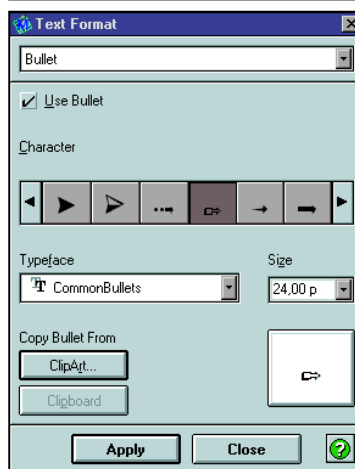 Text Format
Bullet
Use Bullet
Character
Typeface
Size
CommonBullets
24,00 p
Copy Bullet From
ClipArt...
Clipboard
Apply
Close
?